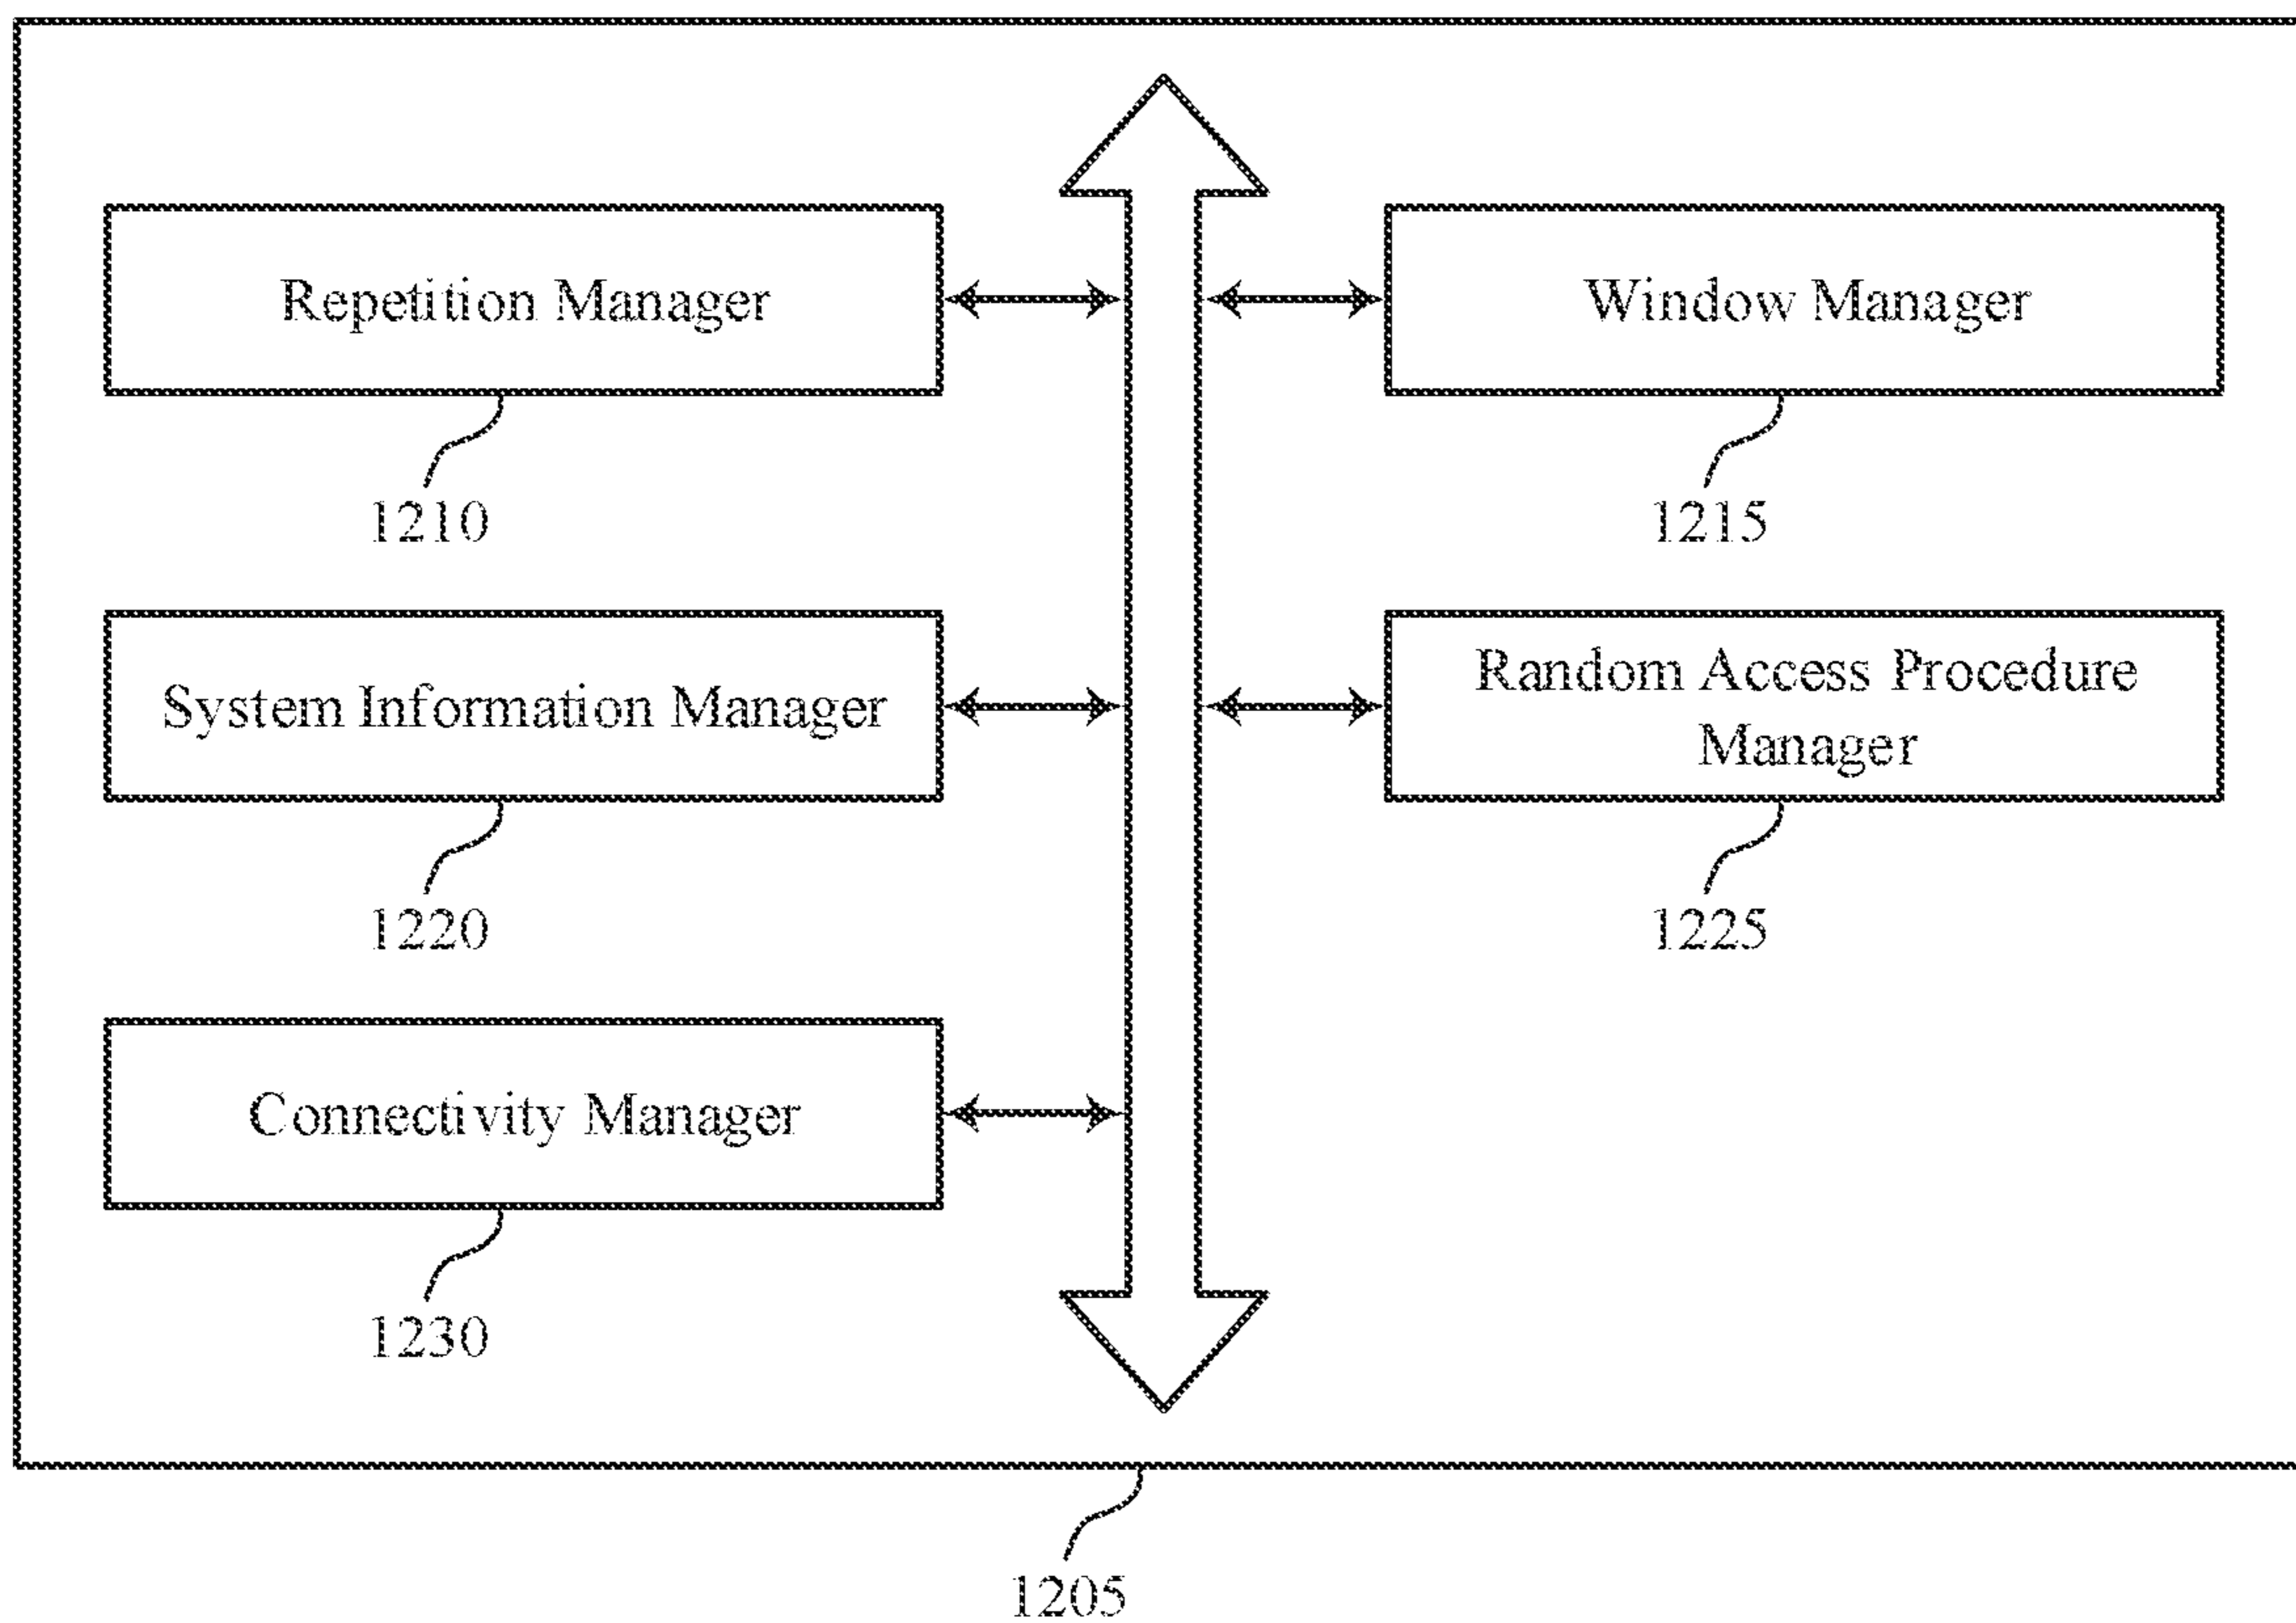 Repetition Manager
1210
Window Manager
1215
System Information Manager
1220
Random Access Procedure
Manager
1225
Connectivity Manager
1230
1205